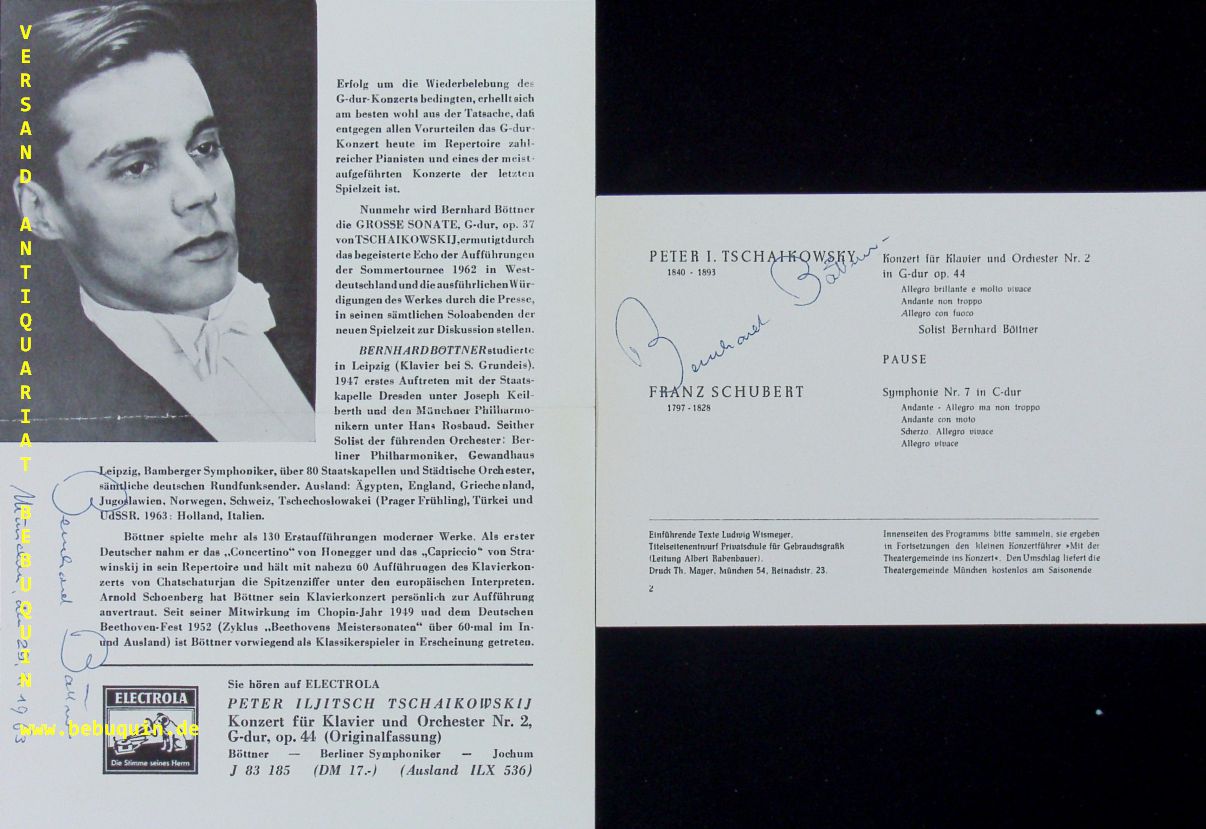 VERSAND ANTIQUARIAT BEBUQUIN
www.bebuquin.de
Erfolg um die Wiederbelebung des
G-dur-Konzerts bedingten, erhellt sich
am besten wohl aus der Tatsache, daß
entgegen allen Vorurteilen das G-dur-
Konzert heute im Repertoire zahl-
reicher Pianisten und eines der meist-
aufgeführten Konzerte der letzten
Spielzeit ist.
Nunmehr wird Bernhard Böttner
die GROSSE SONATE, G-dur, op. 37
von TSCHAIKOWSKIJ, ermutigt durch
das begeisterte Echo der Aufführungen
der Sommertournee 1962 in West-
deutschland und die ausführlichen Wür-
digungen des Werkes durch die Presse,
in seinen sämtlichen Soloabenden der
neuen Spielzeit zur Diskussion stellen.
BERNHARD BÖTTNER studierte
in Leipzig (Klavier bei S. Grundeis).
1947 erstes Auftreten mit der Staats-
kapelle Dresden unter Joseph Keil-
berth und den Münchner Philharmo-
nikern unter Hans Rosbaud. Seither
Solist der führenden Orchester: Ber-
liner Philharmoniker, Gewandhaus
Leipzig, Bamberger Symphoniker, über 80 Staatskapellen und Städtische Orchester,
sämtliche deutschen Rundfunksender. Ausland: Ägypten, England, Griechenland,
Jugoslawien, Norwegen, Schweiz, Tschechoslowakei (Prager Frühling), Türkei und
UdSSR. 1963: Holland, Italien.
Böttner spielte mehr als 130 Erstaufführungen moderner Werke. Als erster
Deutscher nahm er das „Concertino“ von Honegger und das „Capriccio“ von Stra-
winskij in sein Repertoire und hält mit nahezu 60 Aufführungen des Klavierkon-
zerts von Chatschaturjan die Spitzenziffer unter den europäischen Interpreten.
Arnold Schoenberg hat Böttner sein Klavierkonzert persönlich zur Aufführung
anvertraut. Seit seiner Mitwirkung im Chopin-Jahr 1949 und dem Deutschen
Beethoven-Fest 1952 (Zyklus „Beethovens Meistersonaten“ über 60-mal im In-
und Ausland) ist Böttner vorwiegend als Klassikerspieler in Erscheinung getreten.
Bernhard Böttner
München, den
1963
ELECTROLA
Die Stimme seines Herrn
Sie hören auf ELECTROLA
PETER ILJITSCH TSCHAIKOWSKIJ
Konzert für Klavier und Orchester Nr. 2,
G-dur, op. 44 (Originalfassung)
Böttner — Berliner Symphoniker — Jochum
J 83 185 (DM 17.-) (Ausland ILX 536)
PETER I. TSCHAIKOWSKY
1840 - 1893
Konzert für Klavier und Orchester Nr. 2
in G-dur op. 44
Allegro brillante e molto vivace
Andante non troppo
Allegro con fuoco
Solist Bernhard Böttner
Bernhard Böttner
PAUSE
FRANZ SCHUBERT
1797 - 1828
Symphonie Nr. 7 in C-dur
Andante - Allegro ma non troppo
Andante con moto
Scherzo. Allegro vivace
Allegro vivace
Einführende Texte Ludwig Wismeyer.
Titelseitenentwurf Privatschule für Gebrauchsgrafik
(Leitung Albert Rabenbauer).
Druck Th. Mayer, München 54, Reinachstr. 23.
2
Innenseiten des Programms bitte sammeln, sie ergeben
in Fortsetzungen den kleinen Konzertführer »Mit der
Theatergemeinde ins Konzert«. Den Umschlag liefert die
Theatergemeinde München kostenlos am Saisonende